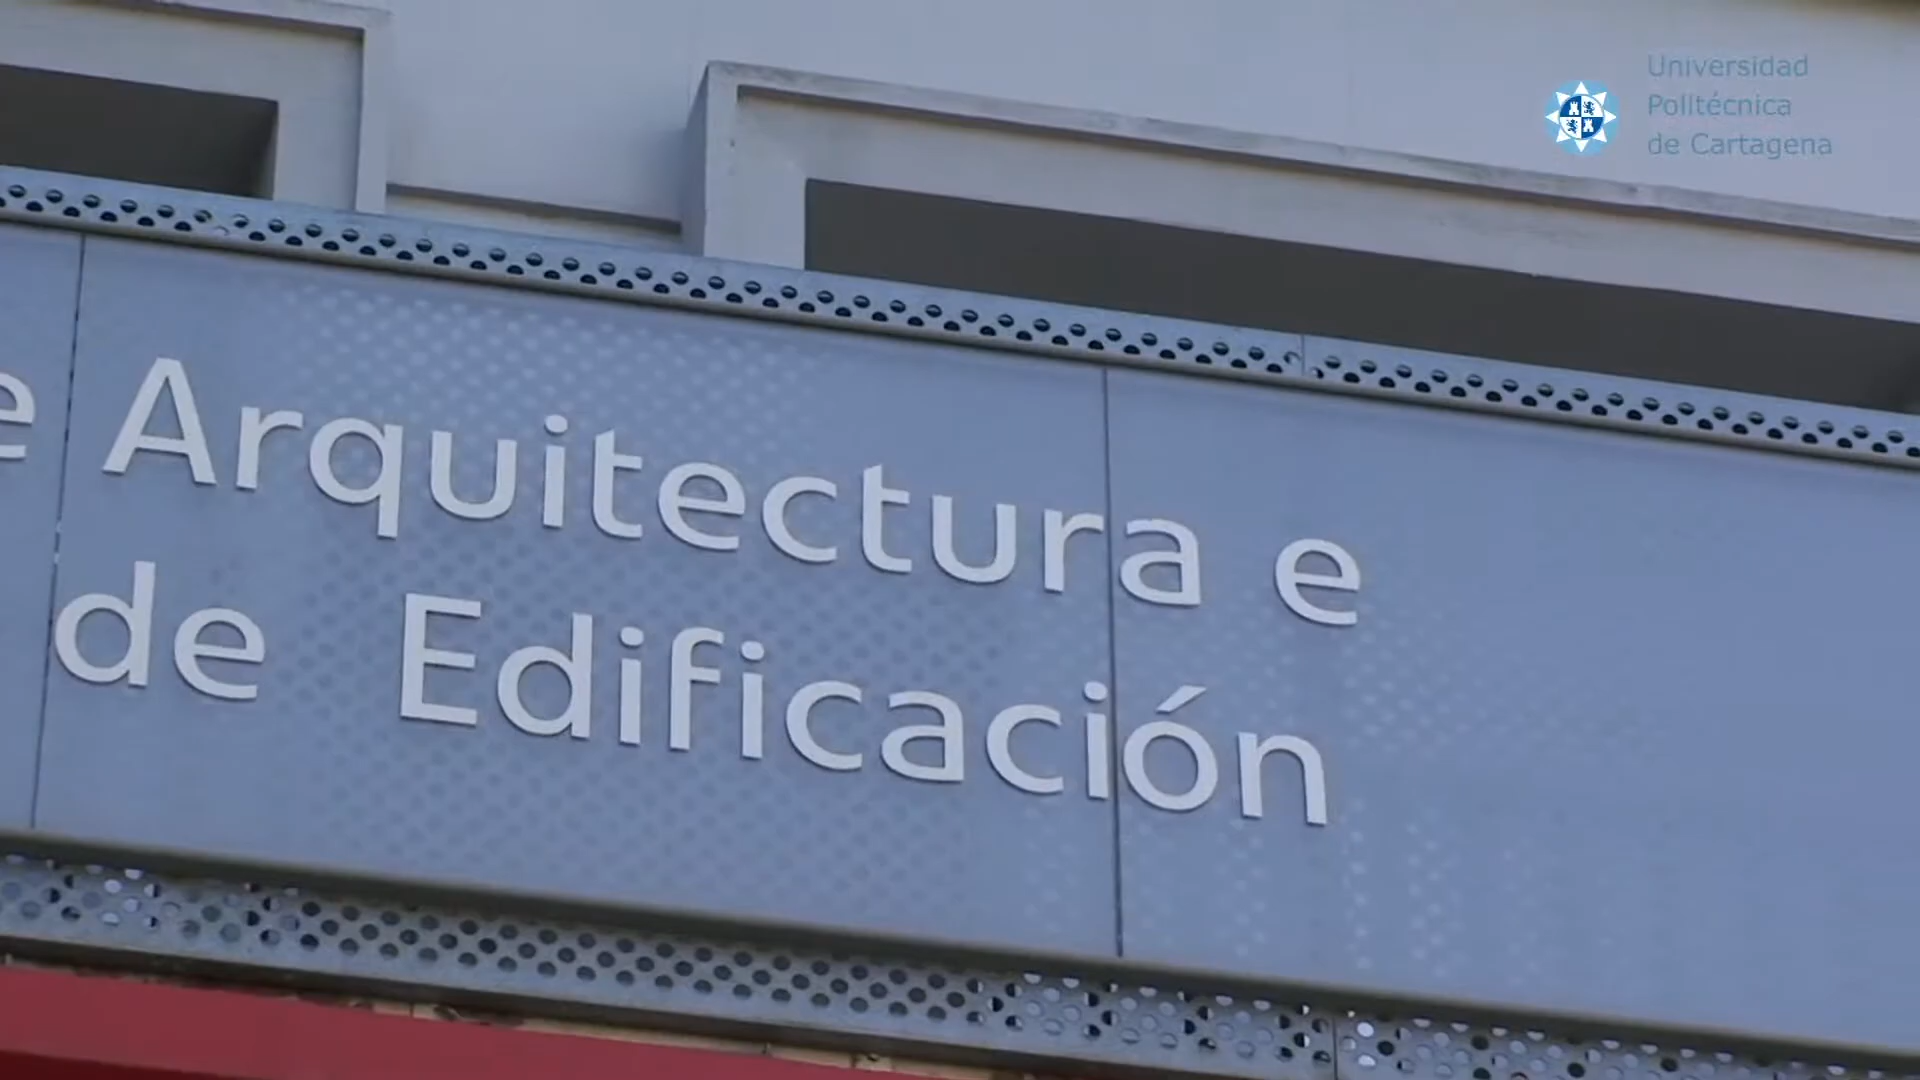 Universidad
Politécnica
de Cartagena
e Arquitectura e
de Edificación